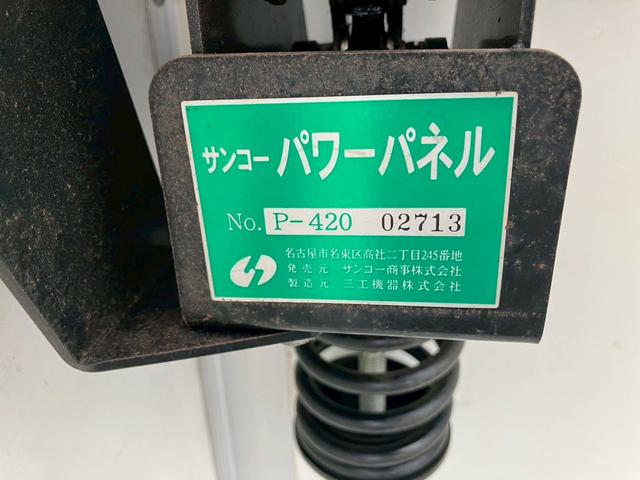 サンコー パワーパネル
No. P-420 02713
名古屋市名東区高社二丁目245番地
発売元 サンコー商事株式会社
製造元 三工機器株式会社